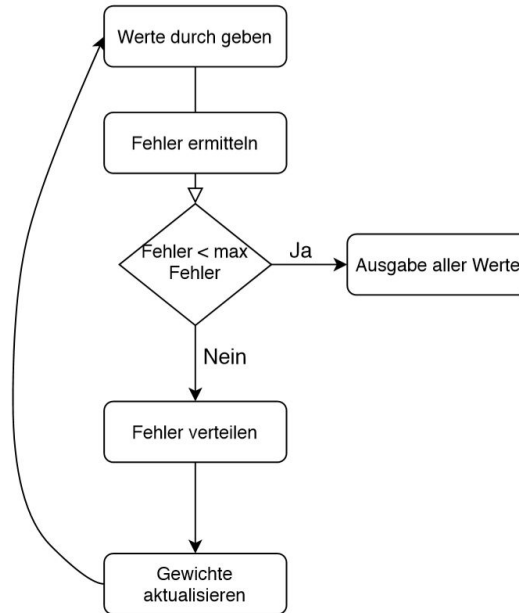 Werte durch geben
Fehler ermitteln
Fehler < max
Fehler
Ja
Ausgabe aller Werte
Nein
Fehler verteilen
Gewichte
aktualisieren